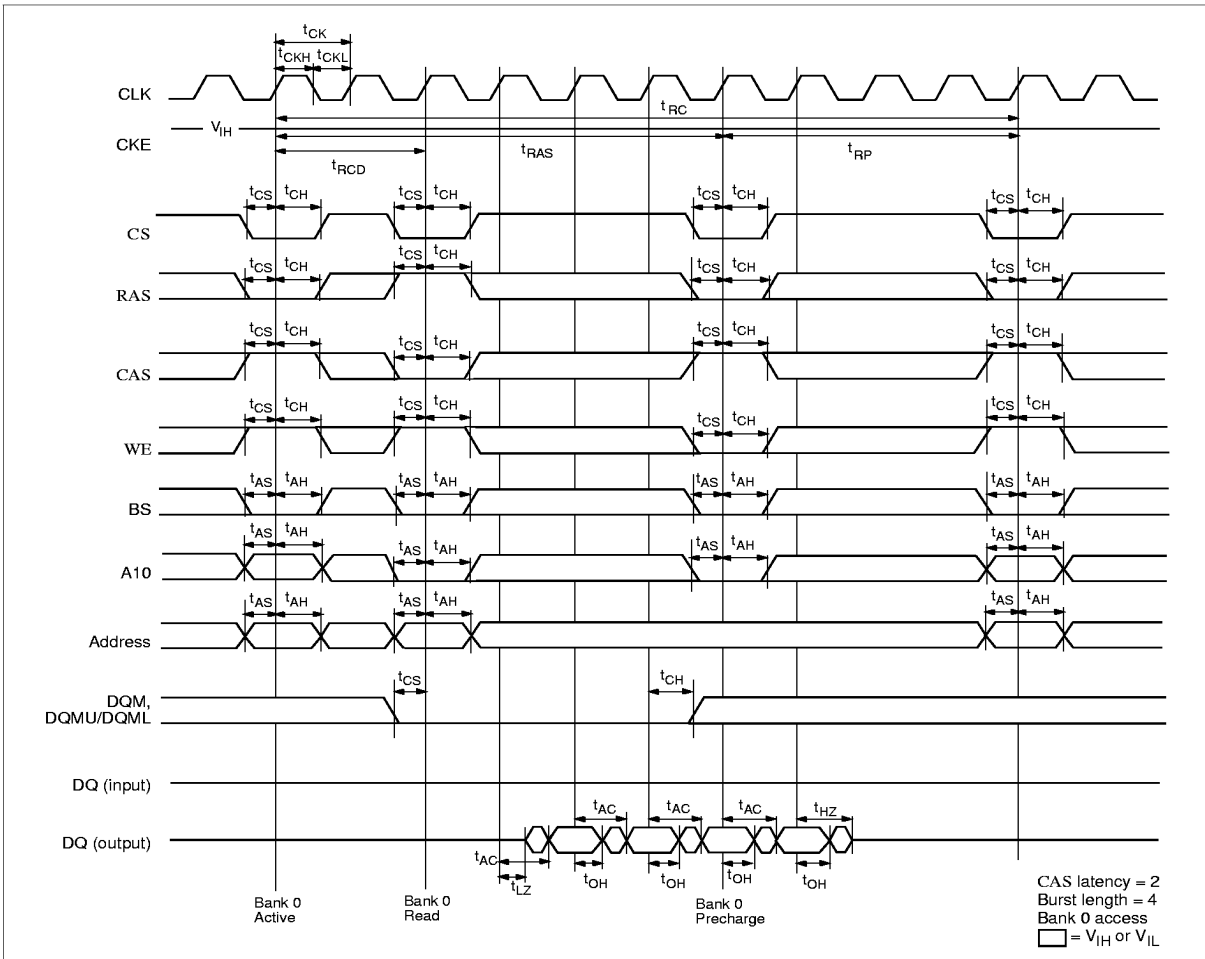 tCK
tCKH tCKL
CLK
tRC
VIH
CKE
tRAS tRP
tRCD
tCS tCH tCS tCH tCS tCH tCS tCH
CS
tCS tCH tCS tCH tCS tCH tCS tCH
RAS
tCS tCH tCS tCH tCS tCH tCS tCH
CAS
tCS tCH tCS tCH tCS tCH tCS tCH
WE
tAS tAH tAS tAH tAS tAH tAS tAH
BS
tAS tAH tAS tAH tAS tAH tAS tAH
A10
tAS tAH tAS tAH tAS tAH
Address
tCS tCH
DQM,
DQMU/DQML
DQ (input)
tAC tAC tAC tHZ
DQ (output)
tAC
tLZ tOH tOH tOH tOH
Bank 0
Active
Bank 0
Read
Bank 0
Precharge
CAS latency = 2
Burst length = 4
Bank 0 access
= VIH or VIL